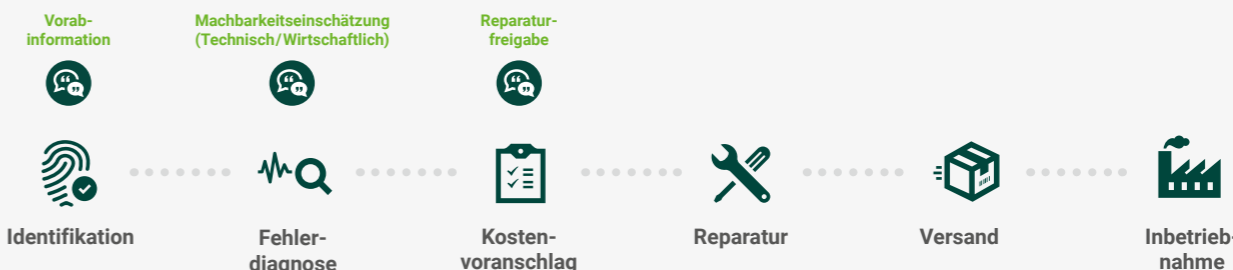 Vorab-
information
Machbarkeitseinschätzung
(Technisch/Wirtschaftlich)
Reparatur-
freigabe
Identifikation
Fehler-
diagnose
Kosten-
voranschlag
Reparatur
Versand
Inbetrieb-
nahme